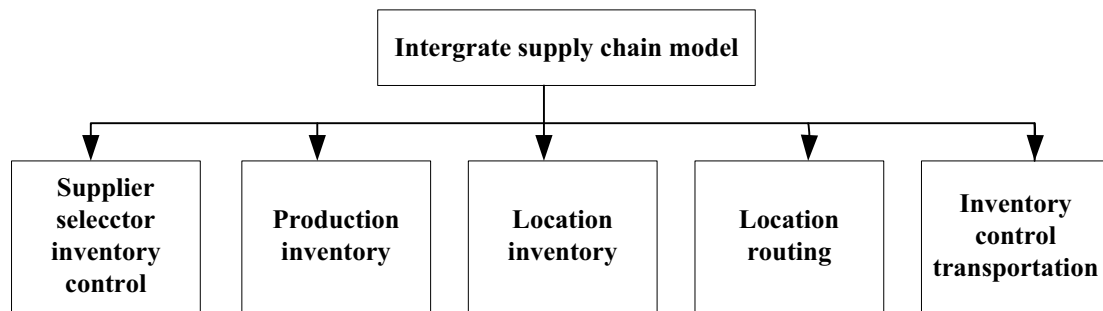 Intergrate supply chain model
Supplier
selecctor
inventory
control
Production
inventory
Location
inventory
Location
routing
Inventory
control
transportation